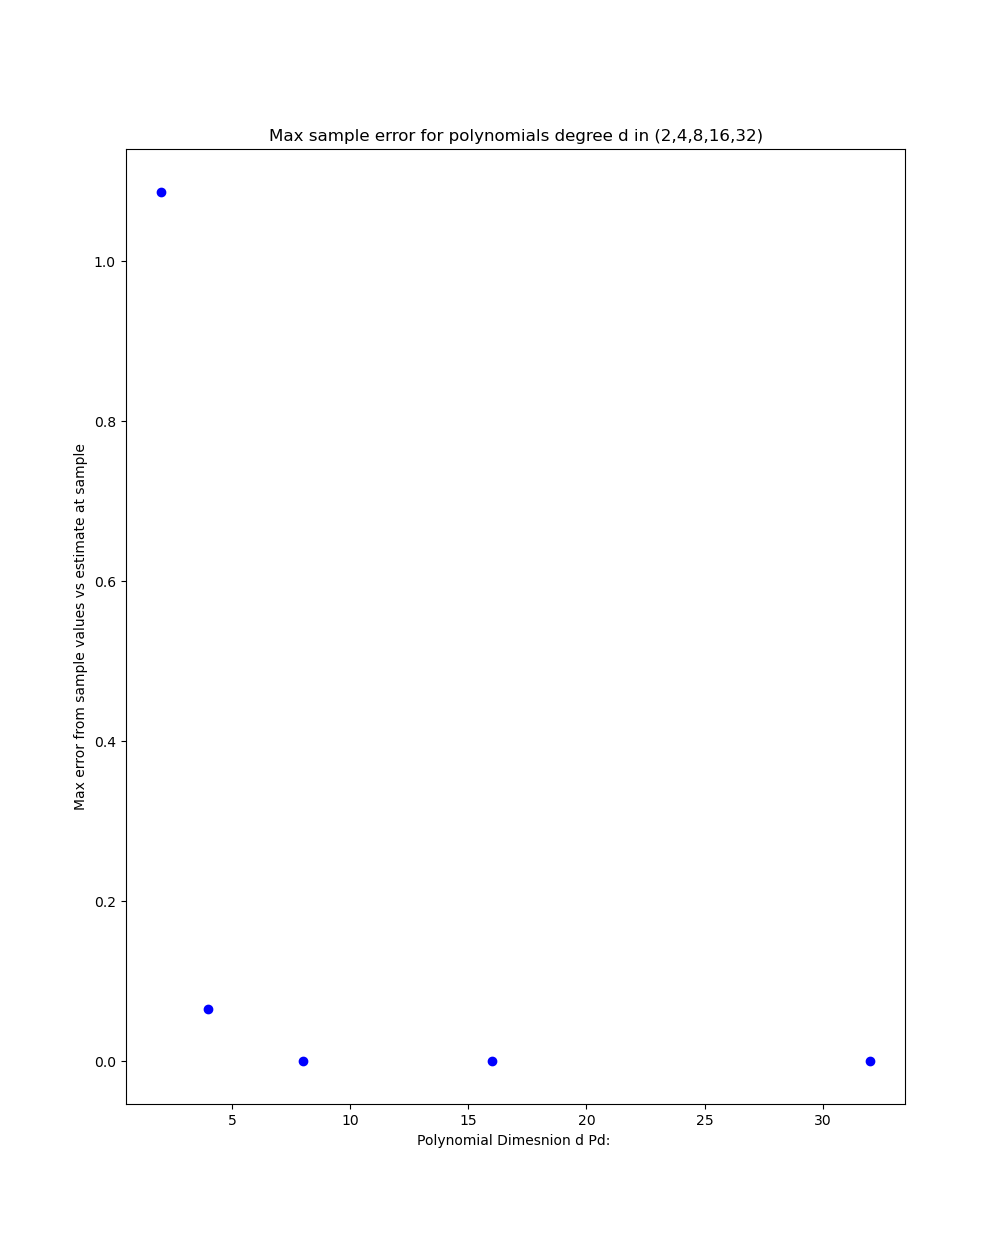 Max sample error for polynomials degree d in (2,4,8,16,32)
Max error from sample values vs estimate at sample
1.0
0.8
0.6
0.4
0.2
0.0
5 10 15 20 25 30
Polynomial Dimesnion d Pd: